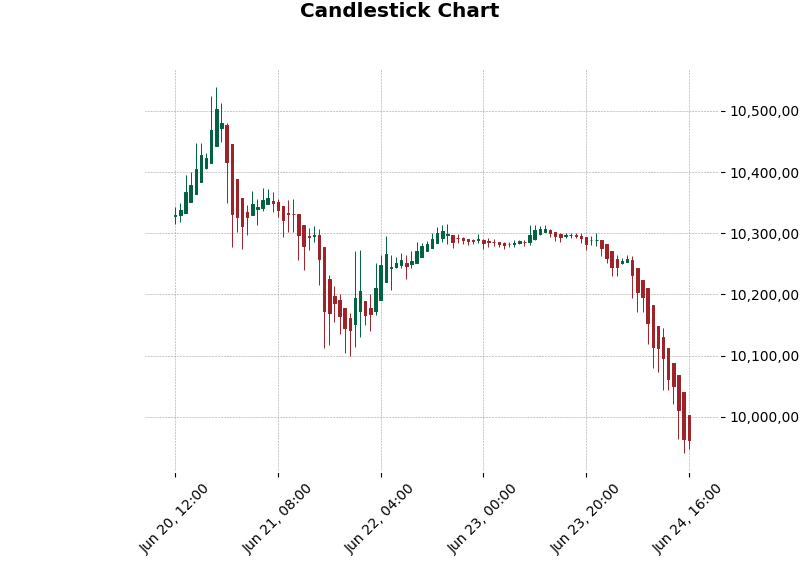 Candlestick Chart
10,500,00
10,400,00
10,300,00
10,200,00
10,100,00
10,000,00
Jun 20, 12:00
Jun 21, 08:00
Jun 22, 04:00
Jun 23, 00:00
Jun 23, 20:00
Jun 24, 16:00